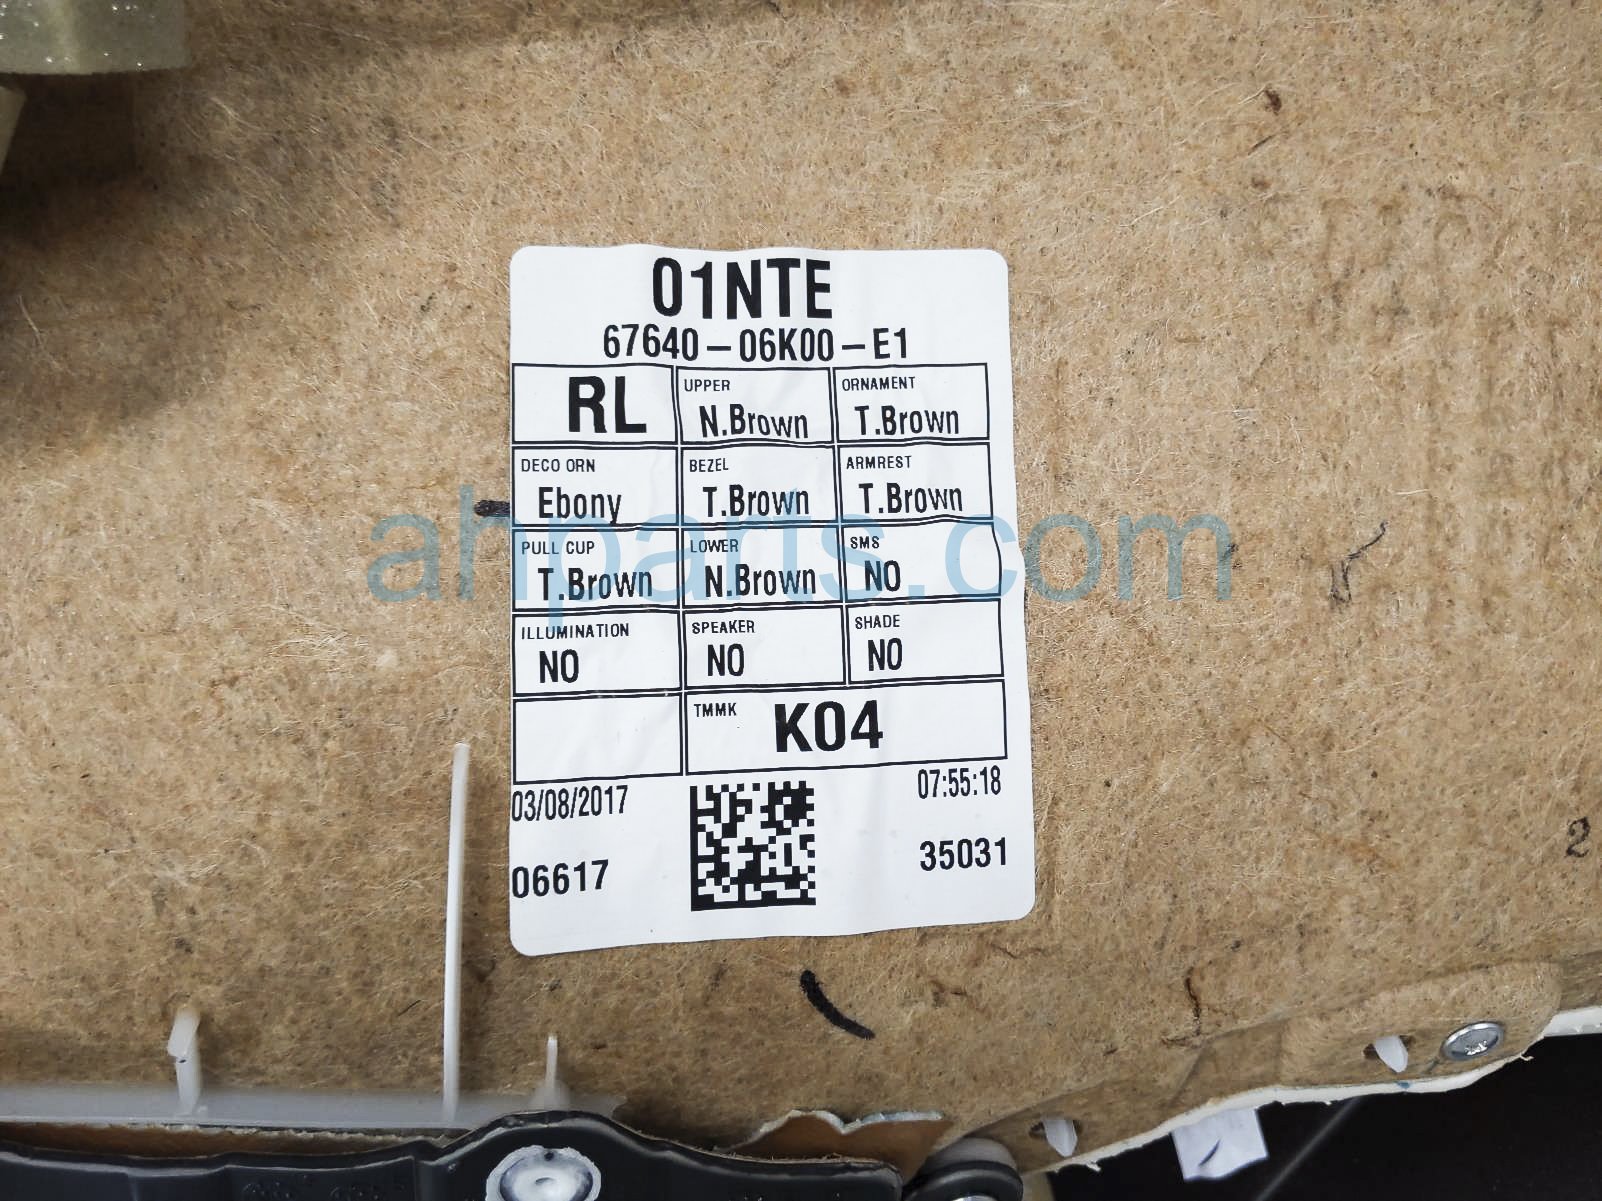 01NTE
67640-06K00-E1
RL
UPPER
N.Brown
ORNAMENT
T.Brown
DECO ORN
Ebony
BEZEL
T.Brown
ARMREST
T.Brown
PULL CUP
T.Brown
LOWER
N.Brown
SMS
NO
ILLUMINATION
NO
SPEAKER
NO
SHADE
NO
TMMK K04
03/08/2017
07:55:18
06617
35031
2
ahparts.com